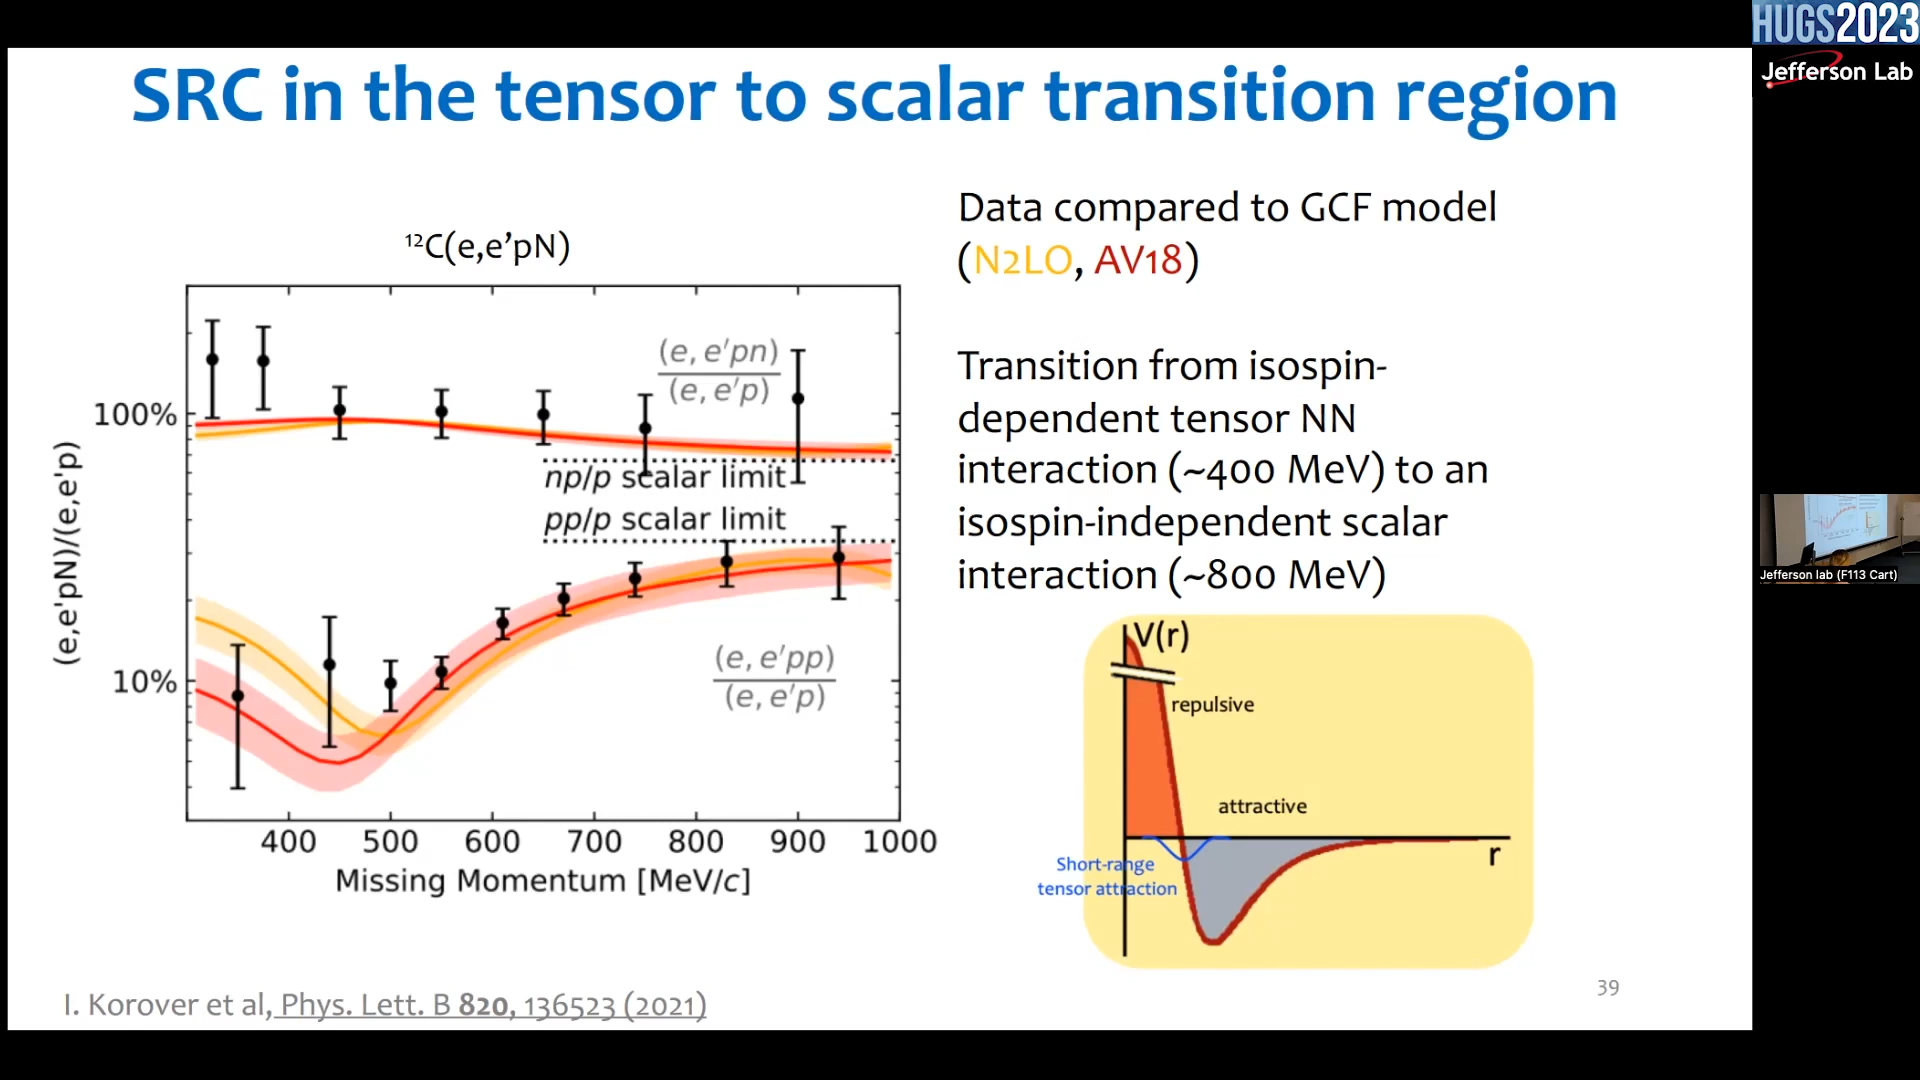 HUGS2023
Jefferson Lab
SRC in the tensor to scalar transition region
¹²C(e,e’pN)
(e,e'pN)/(e,e'p)
100%
10%
(e, e′pn)
(e, e′p)
np/p scalar limit
pp/p scalar limit
(e, e′pp)
(e, e′p)
400 500 600 700 800 900 1000
Missing Momentum [MeV/c]
Data compared to GCF model
(N2LO, AV18)
Transition from isospin-
dependent tensor NN
interaction (~400 MeV) to an
isospin-independent scalar
interaction (~800 MeV)
V(r)
repulsive
attractive
r
Short-range
tensor attraction
Jefferson lab (F113 Cart)
I. Korover et al, Phys. Lett. B 820, 136523 (2021)
39